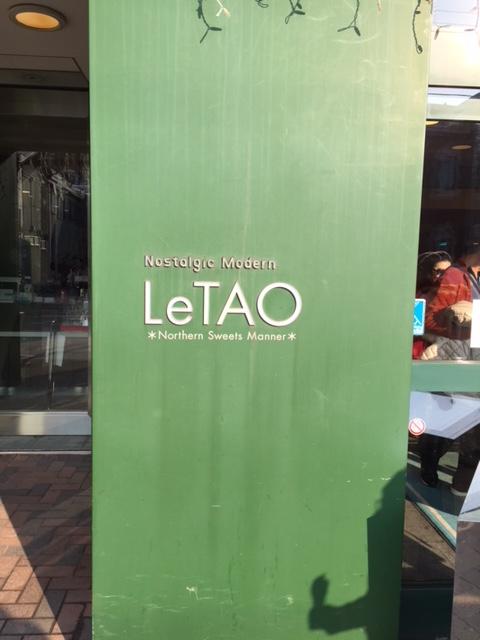 Nostalgic Modern
LeTAO
*Northern Sweets Manner*